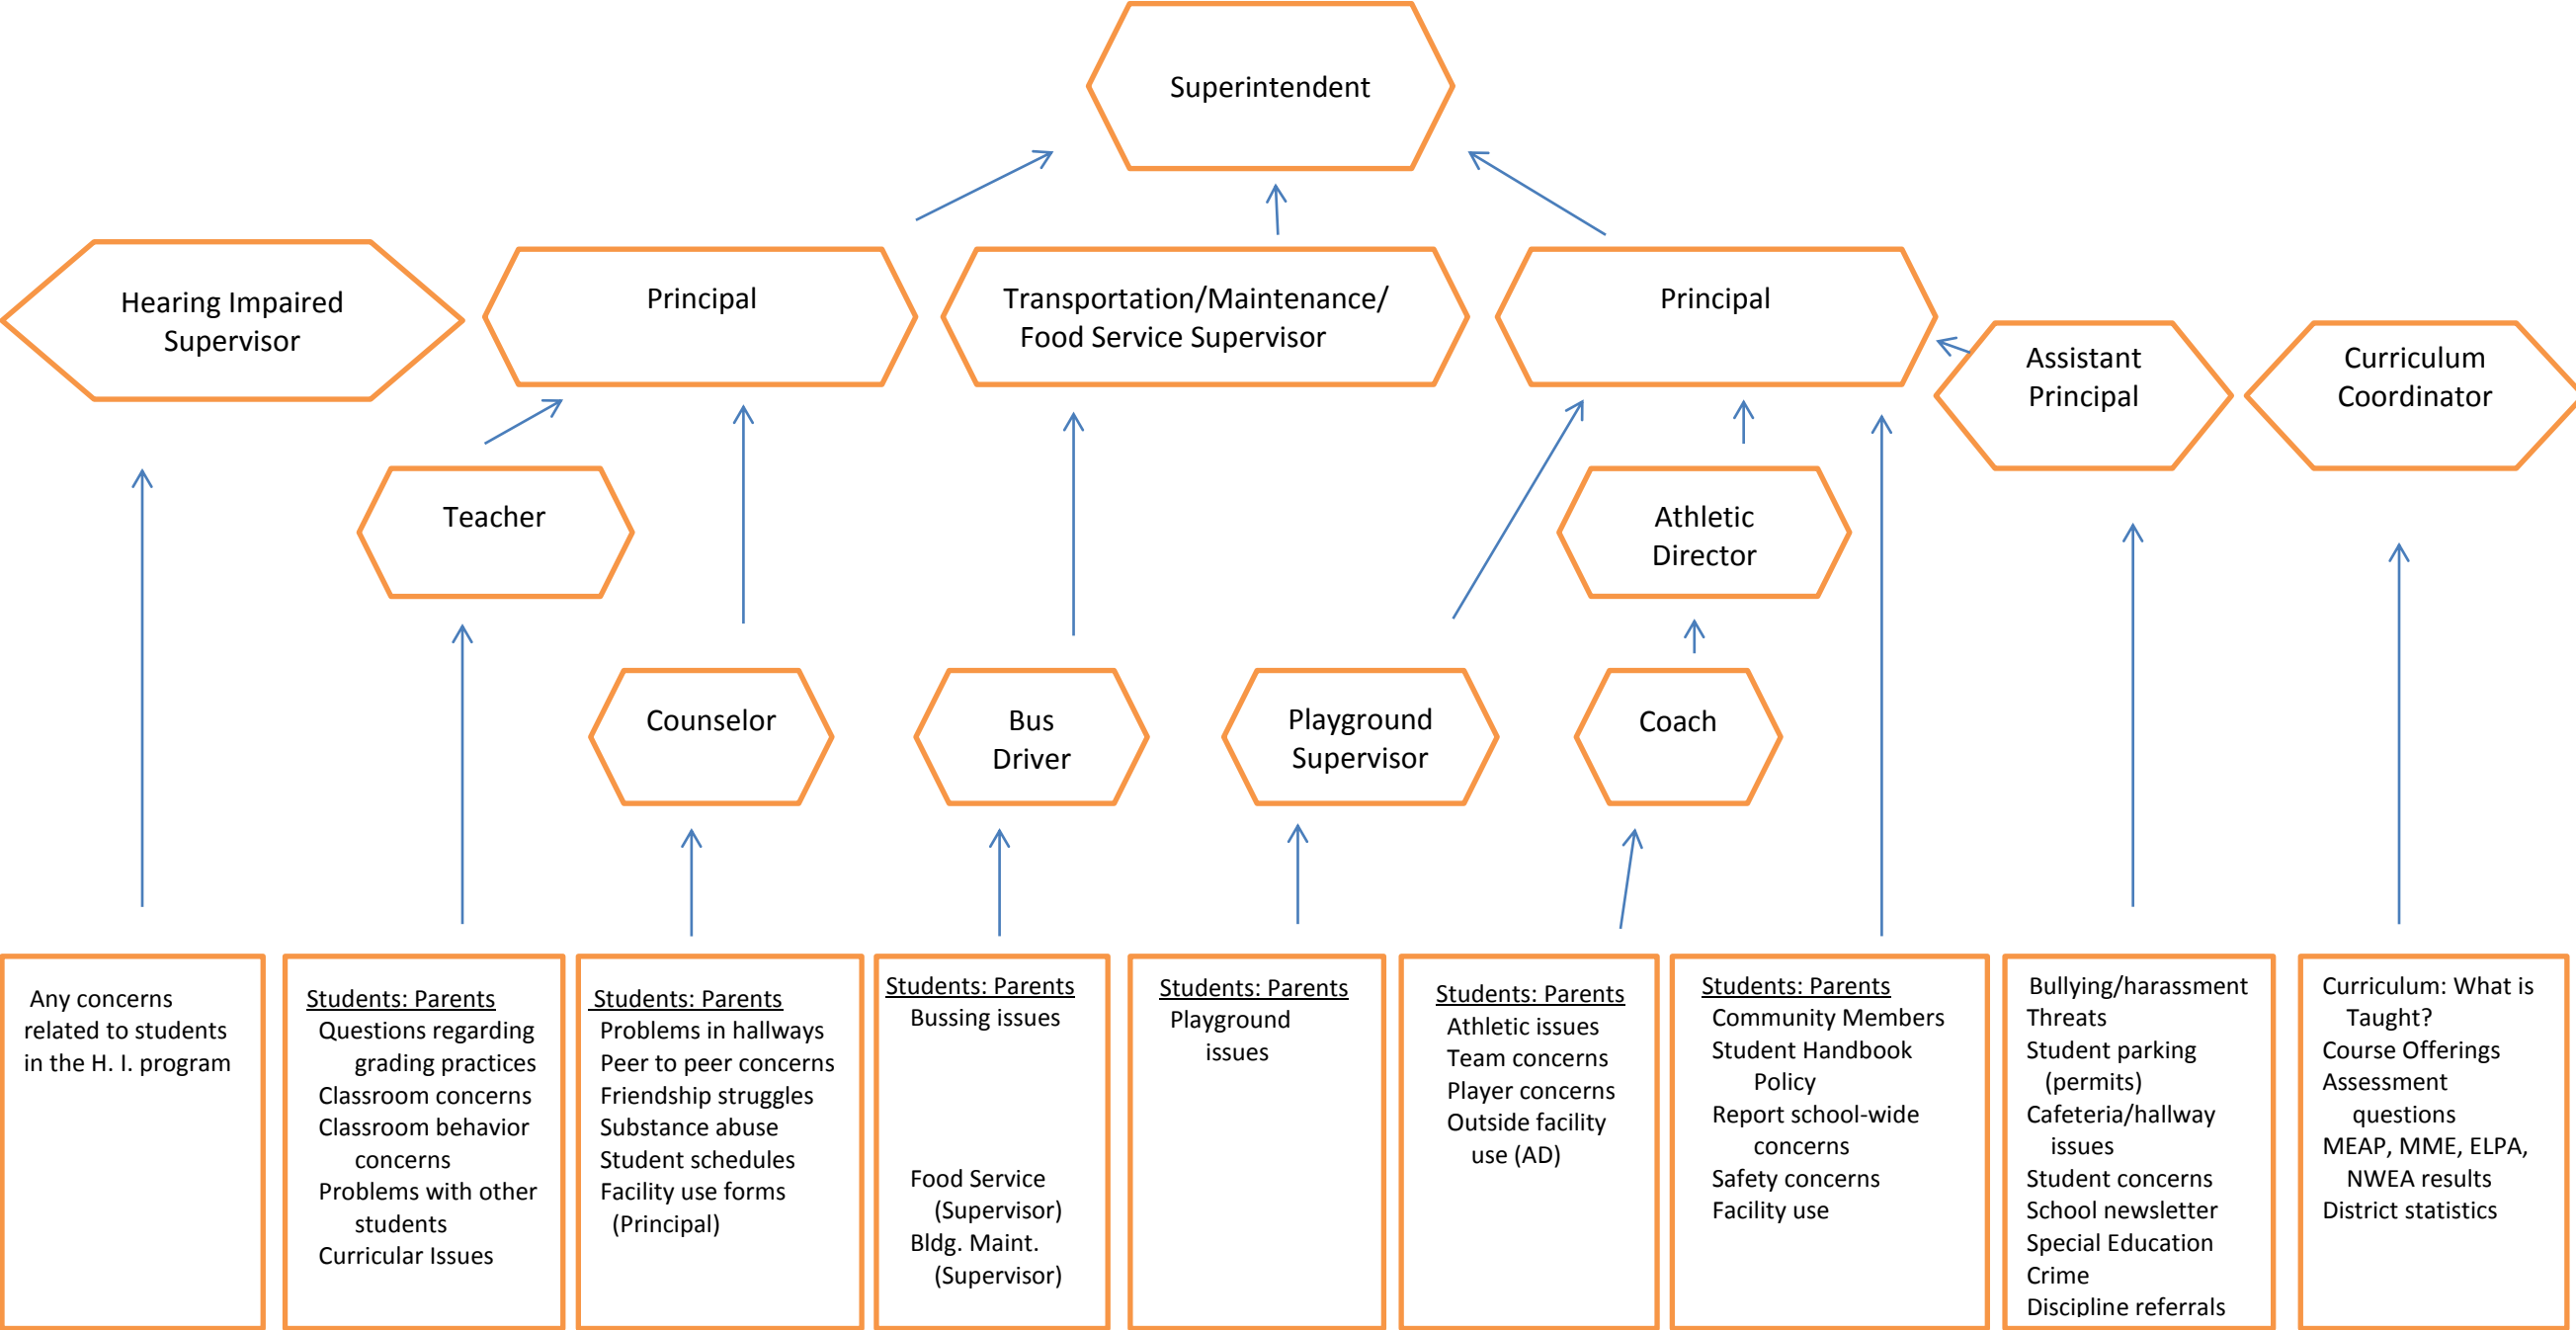 Superintendent
Hearing Impaired
Supervisor
Principal
Transportation/Maintenance/
Food Service Supervisor
Principal
Assistant
Principal
Curriculum
Coordinator
Teacher
Athletic
Director
Counselor
Bus
Driver
Playground
Supervisor
Coach
Any concerns
related to students
in the H. I. program
Students: Parents
Questions regarding
grading practices
Classroom concerns
Classroom behavior
concerns
Problems with other
students
Curricular Issues
Students: Parents
Problems in hallways
Peer to peer concerns
Friendship struggles
Substance abuse
Student schedules
Facility use forms
(Principal)
Students: Parents
Bussing issues
Food Service
(Supervisor)
Bldg. Maint.
(Supervisor)
Students: Parents
Playground
issues
Students: Parents
Athletic issues
Team concerns
Player concerns
Outside facility
use (AD)
Students: Parents
Community Members
Student Handbook
Policy
Report school-wide
concerns
Safety concerns
Facility use
Bullying/harassment
Threats
Student parking
(permits)
Cafeteria/hallway
issues
Student concerns
School newsletter
Special Education
Crime
Discipline referrals
Curriculum: What is
Taught?
Course Offerings
Assessment
questions
MEAP, MME, ELPA,
NWEA results
District statistics